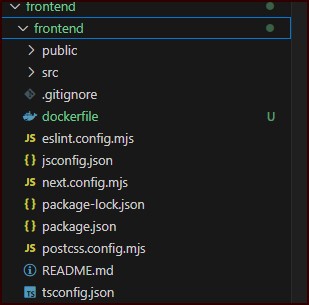 frontend
frontend
public
src
.gitignore
dockerfile U
JS eslint.config.mjs
{} jsconfig.json
JS next.config.mjs
{} package-lock.json
{} package.json
JS postcss.config.mjs
README.md
TS tsconfig.json